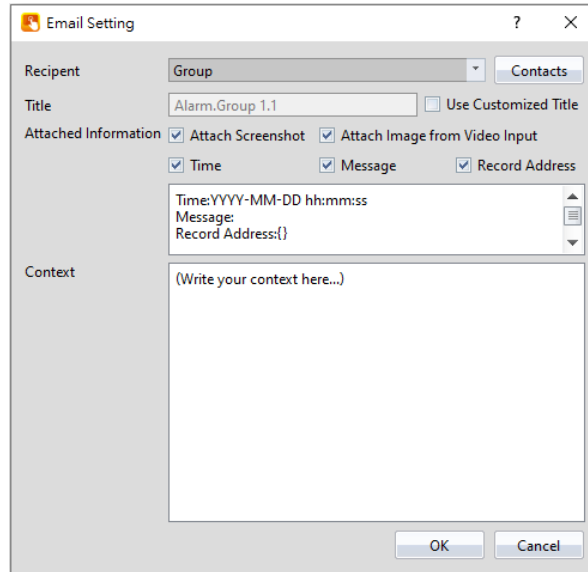 Email Setting
Recipent Group Contacts
Title Alarm.Group 1.1 Use Customized Title
Attached Information Attach Screenshot Attach Image from Video Input
Time Message Record Address
Time:YYYY-MM-DD hh:mm:ss
Message:
Record Address:{}
Context
(Write your context here...)
OK Cancel